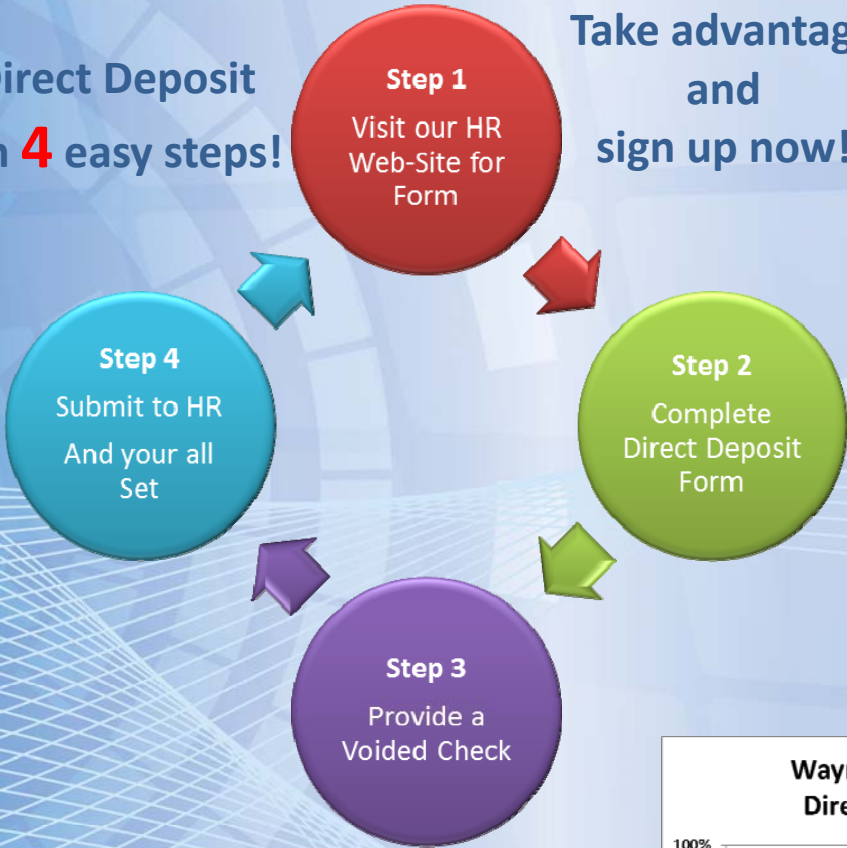 Direct Deposit
4 easy steps!
Take advantag
and
sign up now!
Step 1
Visit our HR
Web-Site for
Form
Step 2
Complete
Direct Deposit
Form
Step 3
Provide a
Voided Check
Step 4
Submit to HR
And your all
Set
Way
Dire
100%